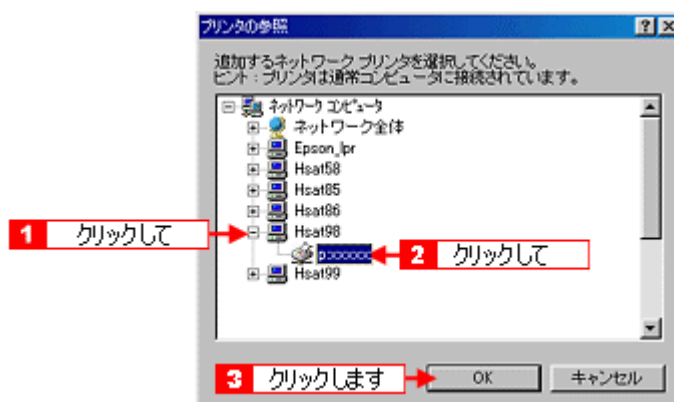 プリンタの参照
追加するネットワーク プリンタを選択してください。
ヒント：プリンタは通常コンピュータに接続されています。
ネットワーク コンピュータ
ネットワーク全体
Epson_lpr
Hsat58
Hsat85
Hsat86
1 クリックして
Hsat98
pxxxxxx
2 クリックして
Hsat99
3 クリックします
OK
キャンセル